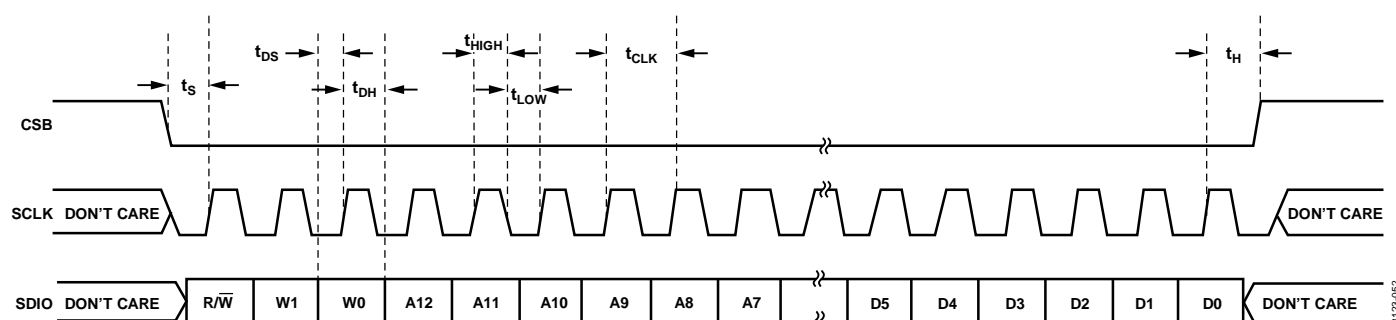 tHIGH
tDS
tCLK
tH
tS
tDH
tLOW
CSB
SCLK DON'T CARE DON'T CARE
SDIO DON'T CARE R/W̅ W1 W0 A12 A11 A10 A9 A8 A7 D5 D4 D3 D2 D1 D0 DON'T CARE